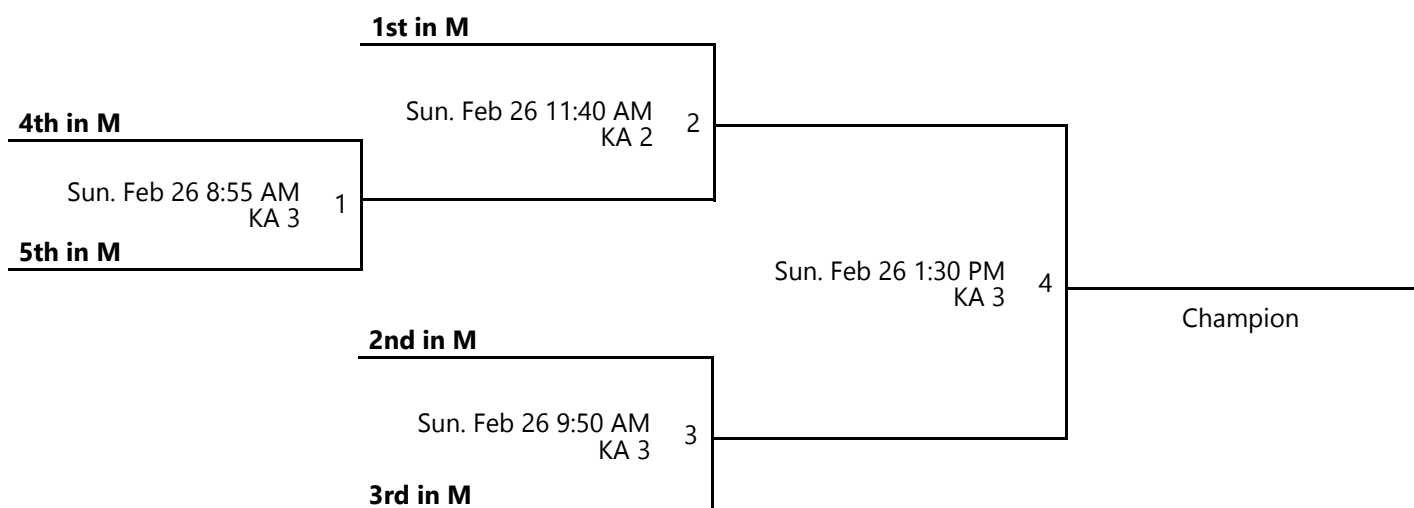 1st in M
Sun. Feb 26 11:40 AM
KA 2
2
4th in M
Sun. Feb 26 8:55 AM
KA 3
1
5th in M
Sun. Feb 26 1:30 PM
KA 3
4
Champion
2nd in M
Sun. Feb 26 9:50 AM
KA 3
3
3rd in M